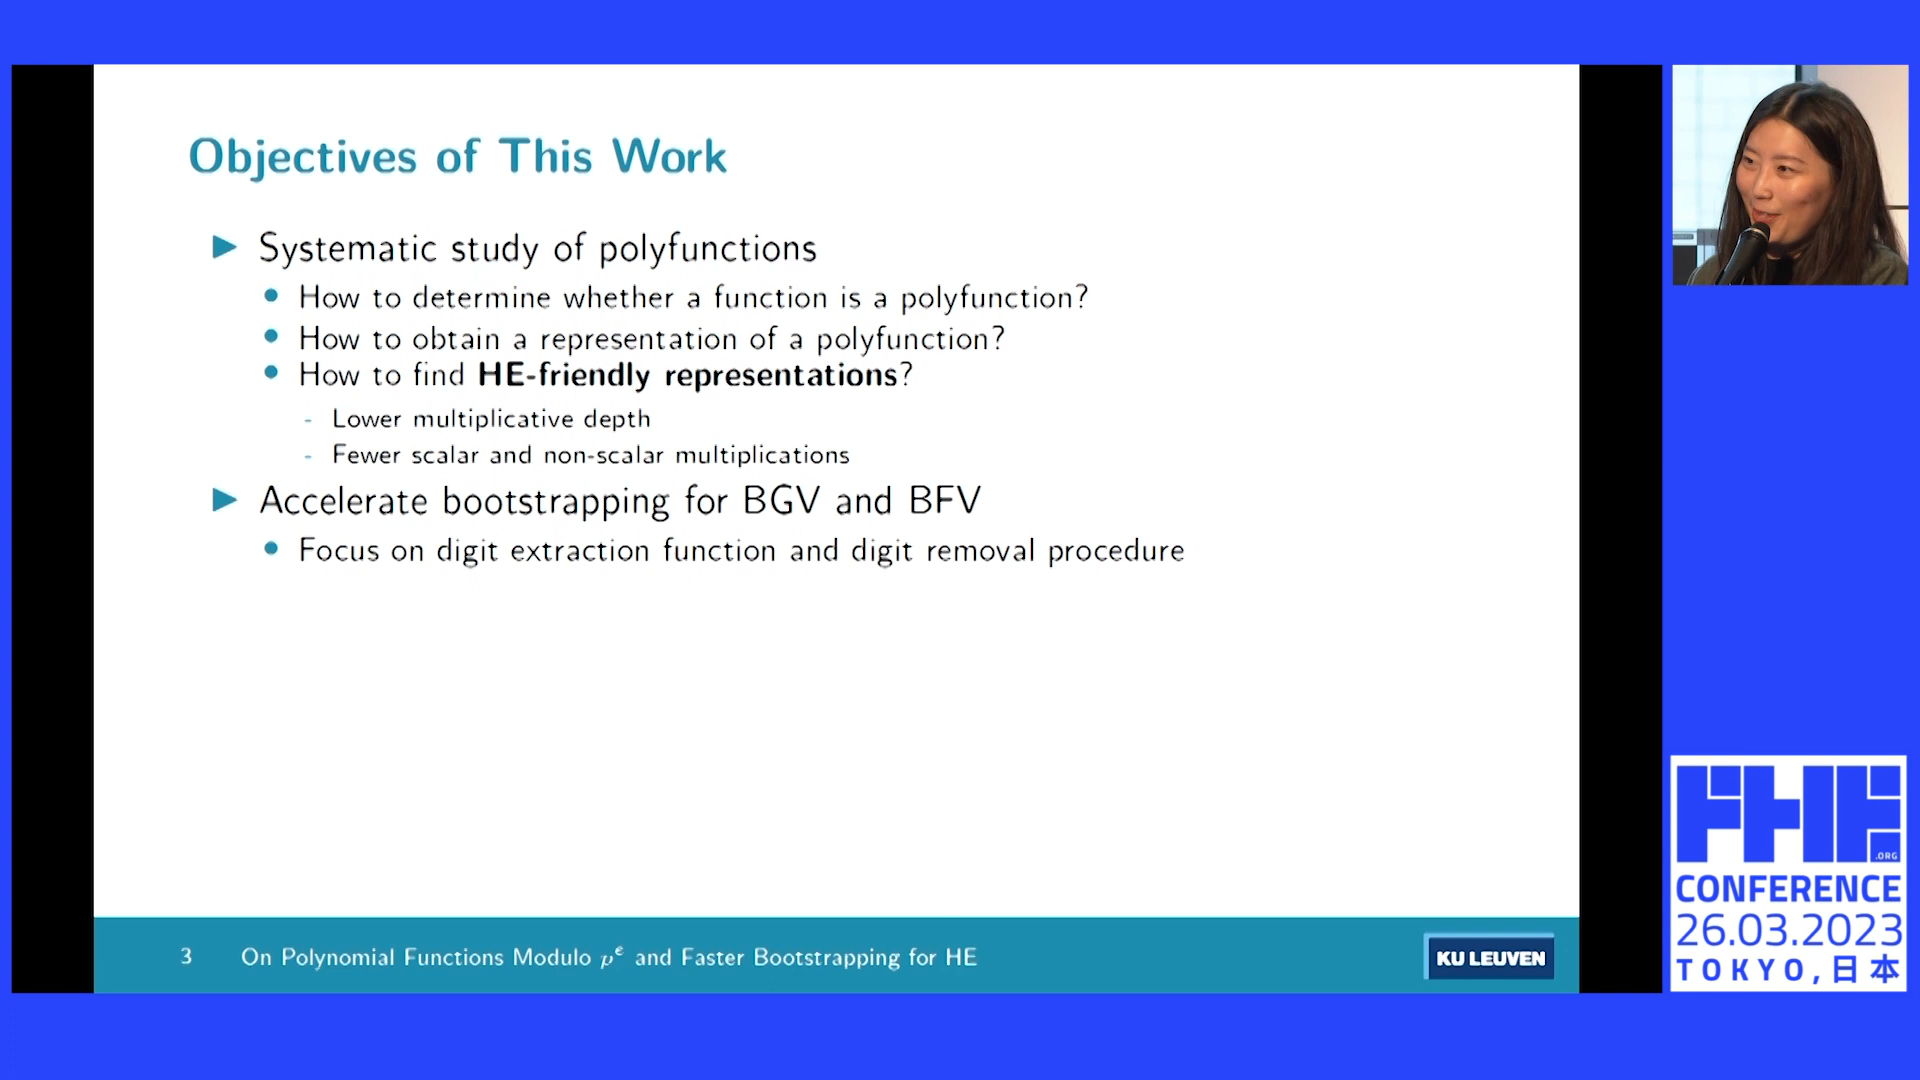 Objectives of This Work
▶ Systematic study of polyfunctions
• How to determine whether a function is a polyfunction?
• How to obtain a representation of a polyfunction?
• How to find HE-friendly representations?
- Lower multiplicative depth
- Fewer scalar and non-scalar multiplications
▶ Accelerate bootstrapping for BGV and BFV
• Focus on digit extraction function and digit removal procedure
3 On Polynomial Functions Modulo pᵉ and Faster Bootstrapping for HE
KU LEUVEN
FHE
.ORG
CONFERENCE
26.03.2023
TOKYO, 日本